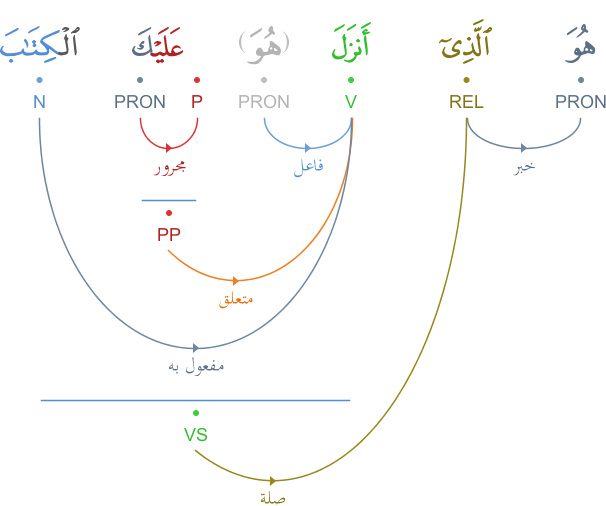 هُوَ ٱلَّذِىٓ أَنزَلَ (هُوَ) عَلَيْكَ ٱلْكِتَٰبَ
PRON REL V PRON P PRON N
مجرور فاعل خبر
PP
متعلق
مفعول به
VS
صلة